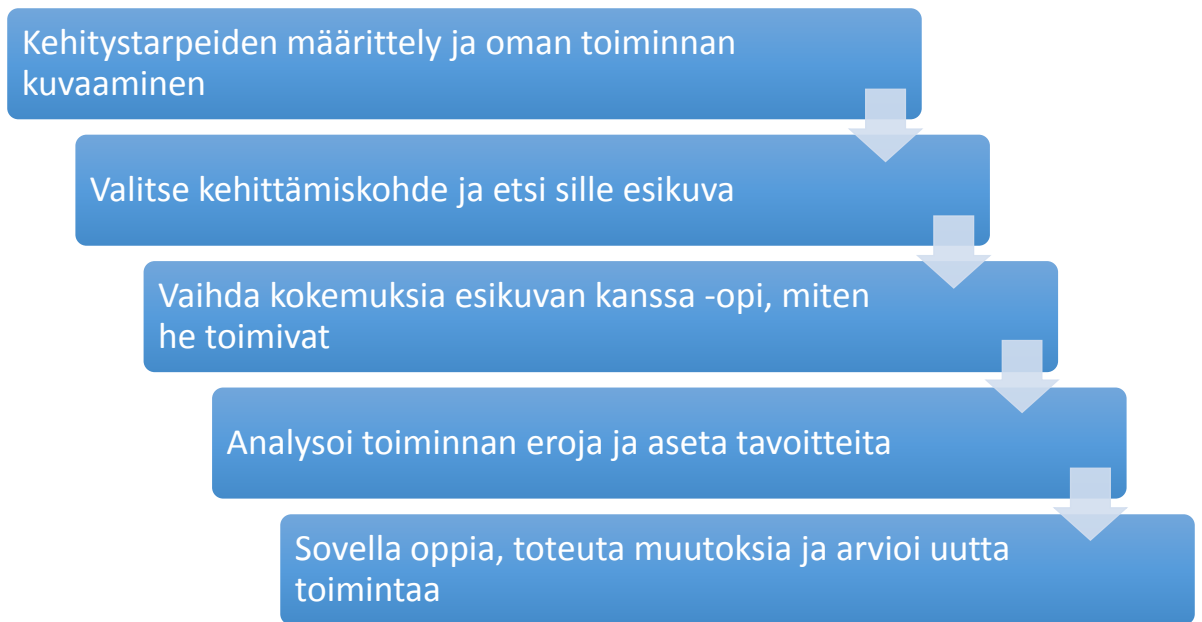 Kehitystarpeiden määrittely ja oman toiminnan
kuvaaminen
Valitse kehittämiskohde ja etsi sille esikuva
Vaihda kokemuksia esikuvan kanssa -opi, miten
he toimivat
Analysoi toiminnan eroja ja aseta tavoitteita
Sovella oppia, toteuta muutoksia ja arvioi uutta
toimintaa